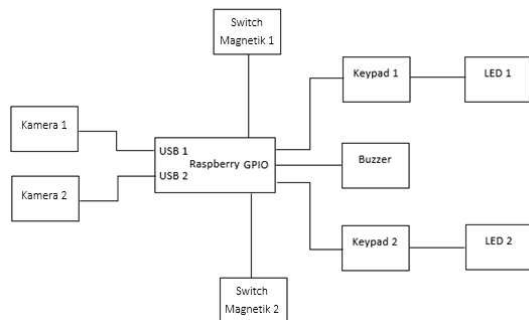 Switch
Magnetik 1
Keypad 1
LED 1
Kamera 1
USB 1
Raspberry GPIO
USB 2
Buzzer
Kamera 2
Keypad 2
LED 2
Switch
Magnetik 2